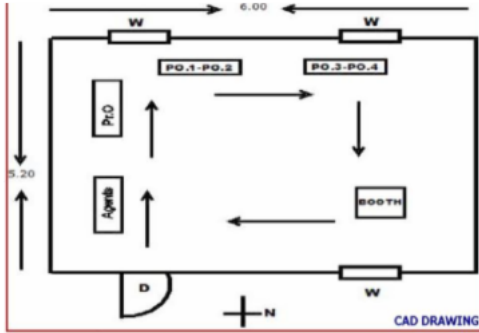 6.00
W
W
PO.1-PO.2
PO.3-PO.4
Pr.O
5.20
Agents
BOOTH
D
W
N
CAD DRAWING